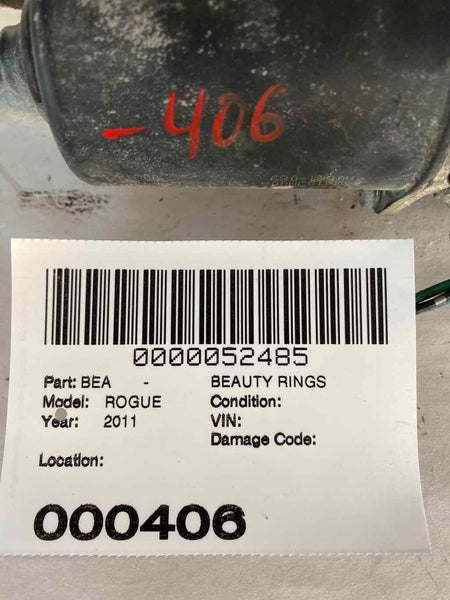 -406
0000052485
Part: BEA - BEAUTY RINGS
Model: ROGUE Condition:
Year: 2011 VIN:
Damage Code:
Location:
000406